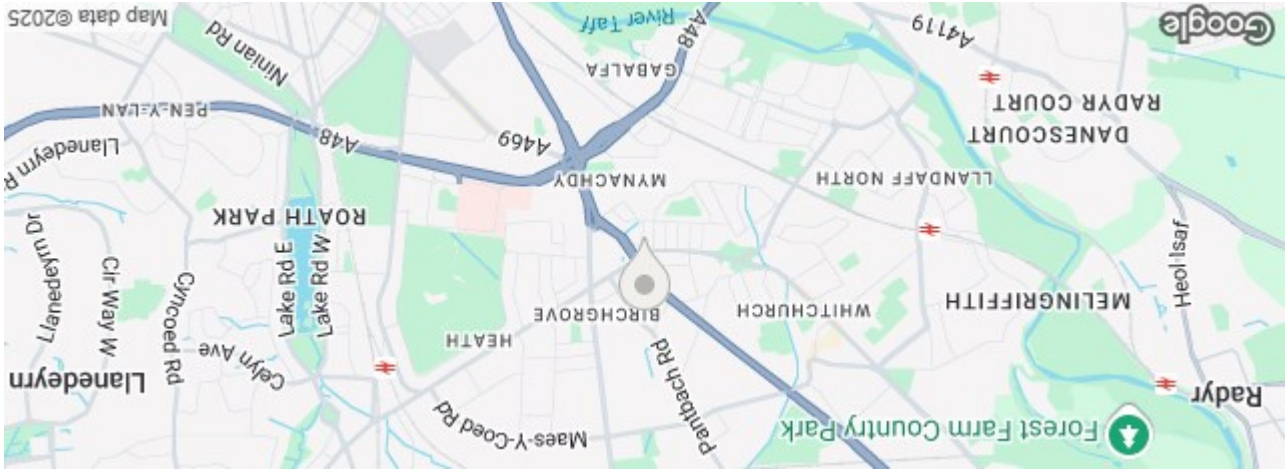 Forest Farm Country Park
Maes-Y-Coed Rd
Radyr
Pantbach Rd
Llanedeyrn
Celyn Ave
HEATH
WHITCHURCH
BIRCHGROVE
MELINGRIFFITH
Heol Isaf
Lake Rd W
Lake Rd E
Cyncoed Rd
Cir Way W
Llanedeyrn Dr
ROATH PARK
LLANDAFF NORTH
MYNACHDY
DANESCOURT
RADYR COURT
A469
A48
Llanedeyrn R
PEN-Y-LAN
GABALFA
Ninian Rd
A4119
A48
River Taff
Google
Map data ©2025